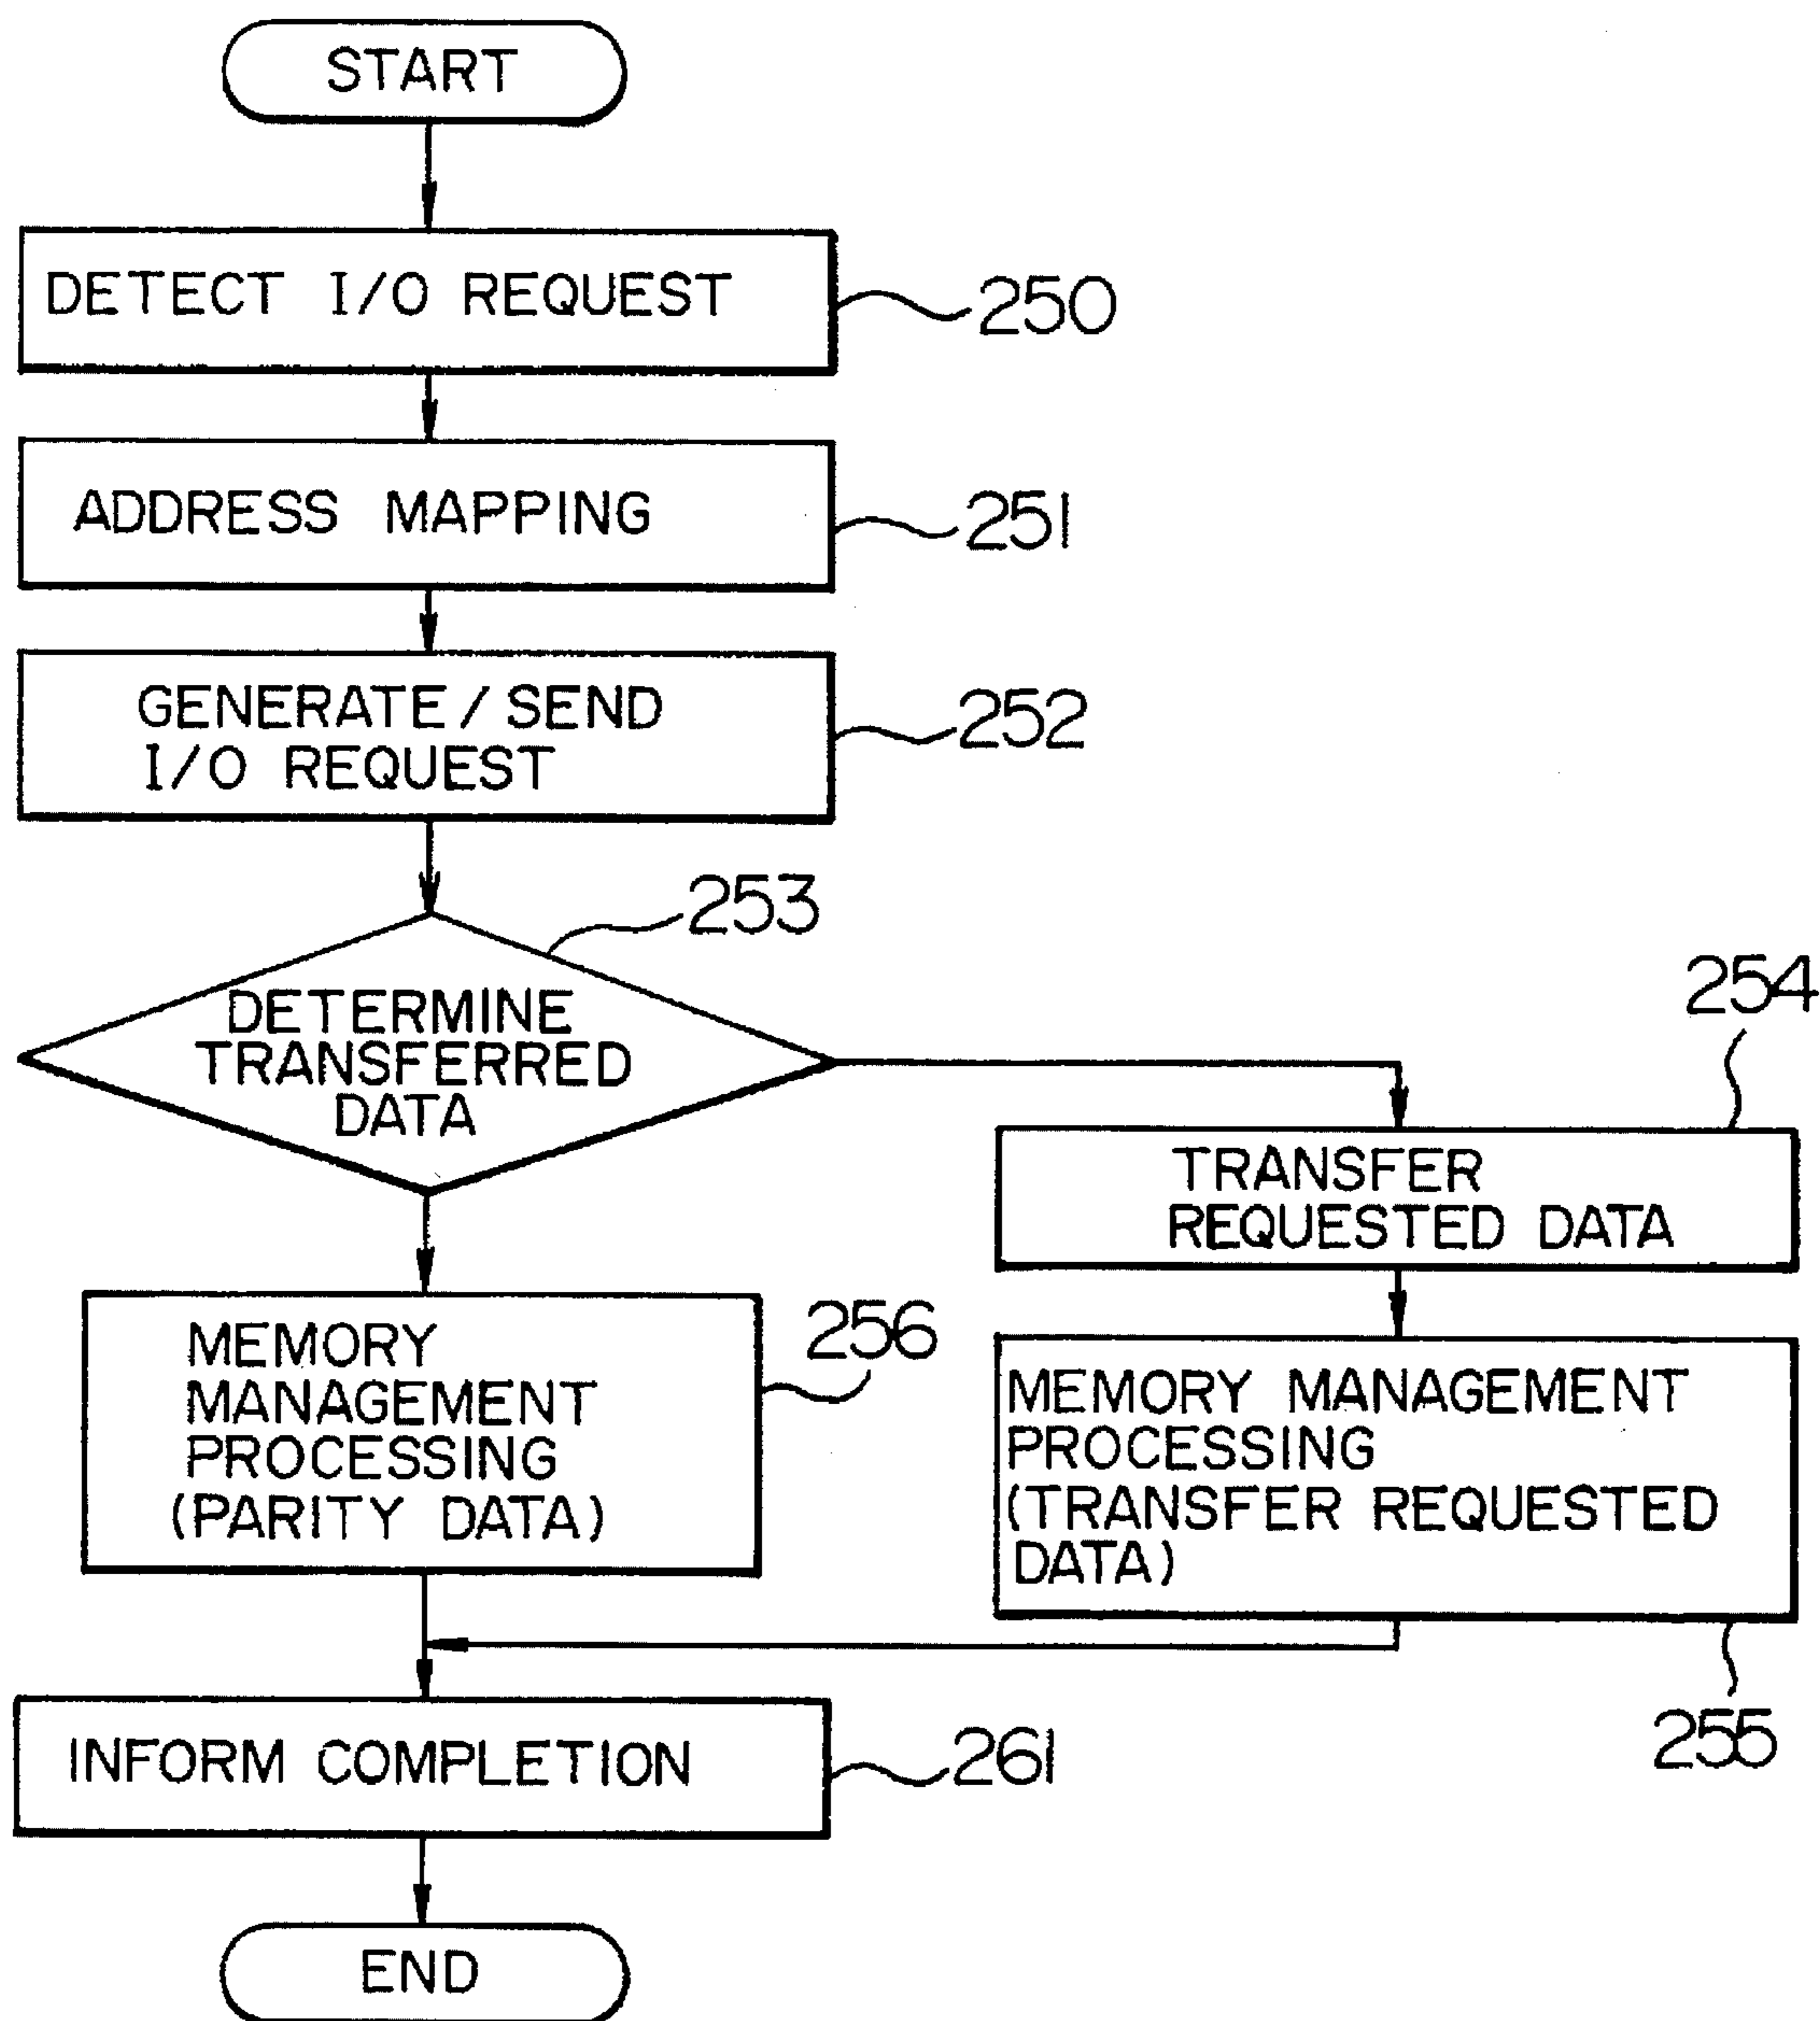 START
DETECT I/O REQUEST
250
ADDRESS MAPPING
251
GENERATE / SEND
I/O REQUEST
252
253
DETERMINE
TRANSFERRED
DATA
254
TRANSFER
REQUESTED DATA
MEMORY
MANAGEMENT
PROCESSING
(PARITY DATA)
256
MEMORY MANAGEMENT
PROCESSING
(TRANSFER REQUESTED
DATA)
255
INFORM COMPLETION
261
END